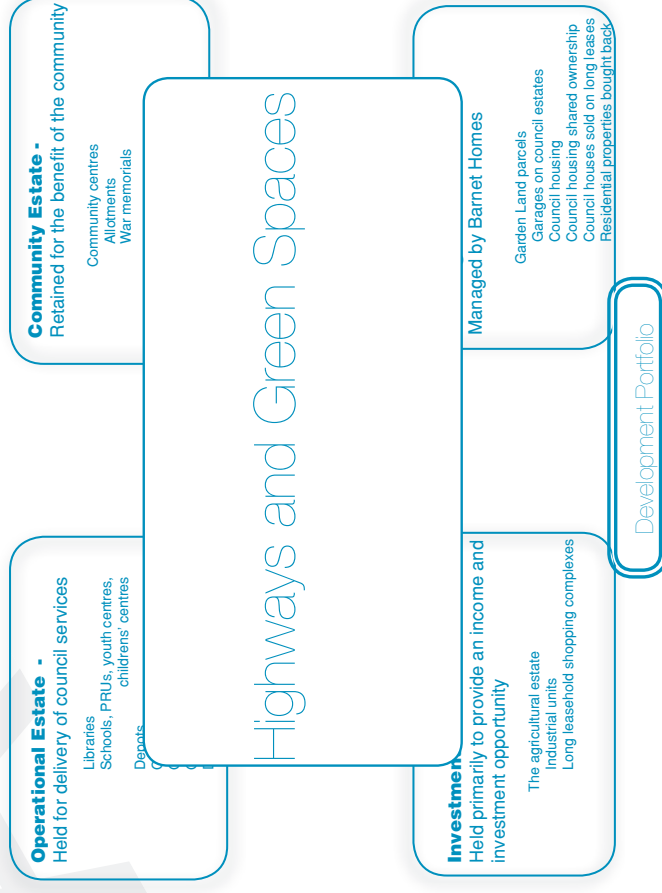 Operational Estate -
Held for delivery of council services
Libraries
Schools, PRUs, youth centres,
childrens' centres
Depots
Community Estate -
Retained for the benefit of the community
Community centres
Allotments
War memorials
Highways and Green Spaces
Investmen
Held primarily to provide an income and
investment opportunity
The agricultural estate
Industrial units
Long leasehold shopping complexes
Managed by Barnet Homes
Garden Land parcels
Garages on council estates
Council housing
Council housing shared ownership
Council houses sold on long leases
Residential properties bought back
Development Portfolio